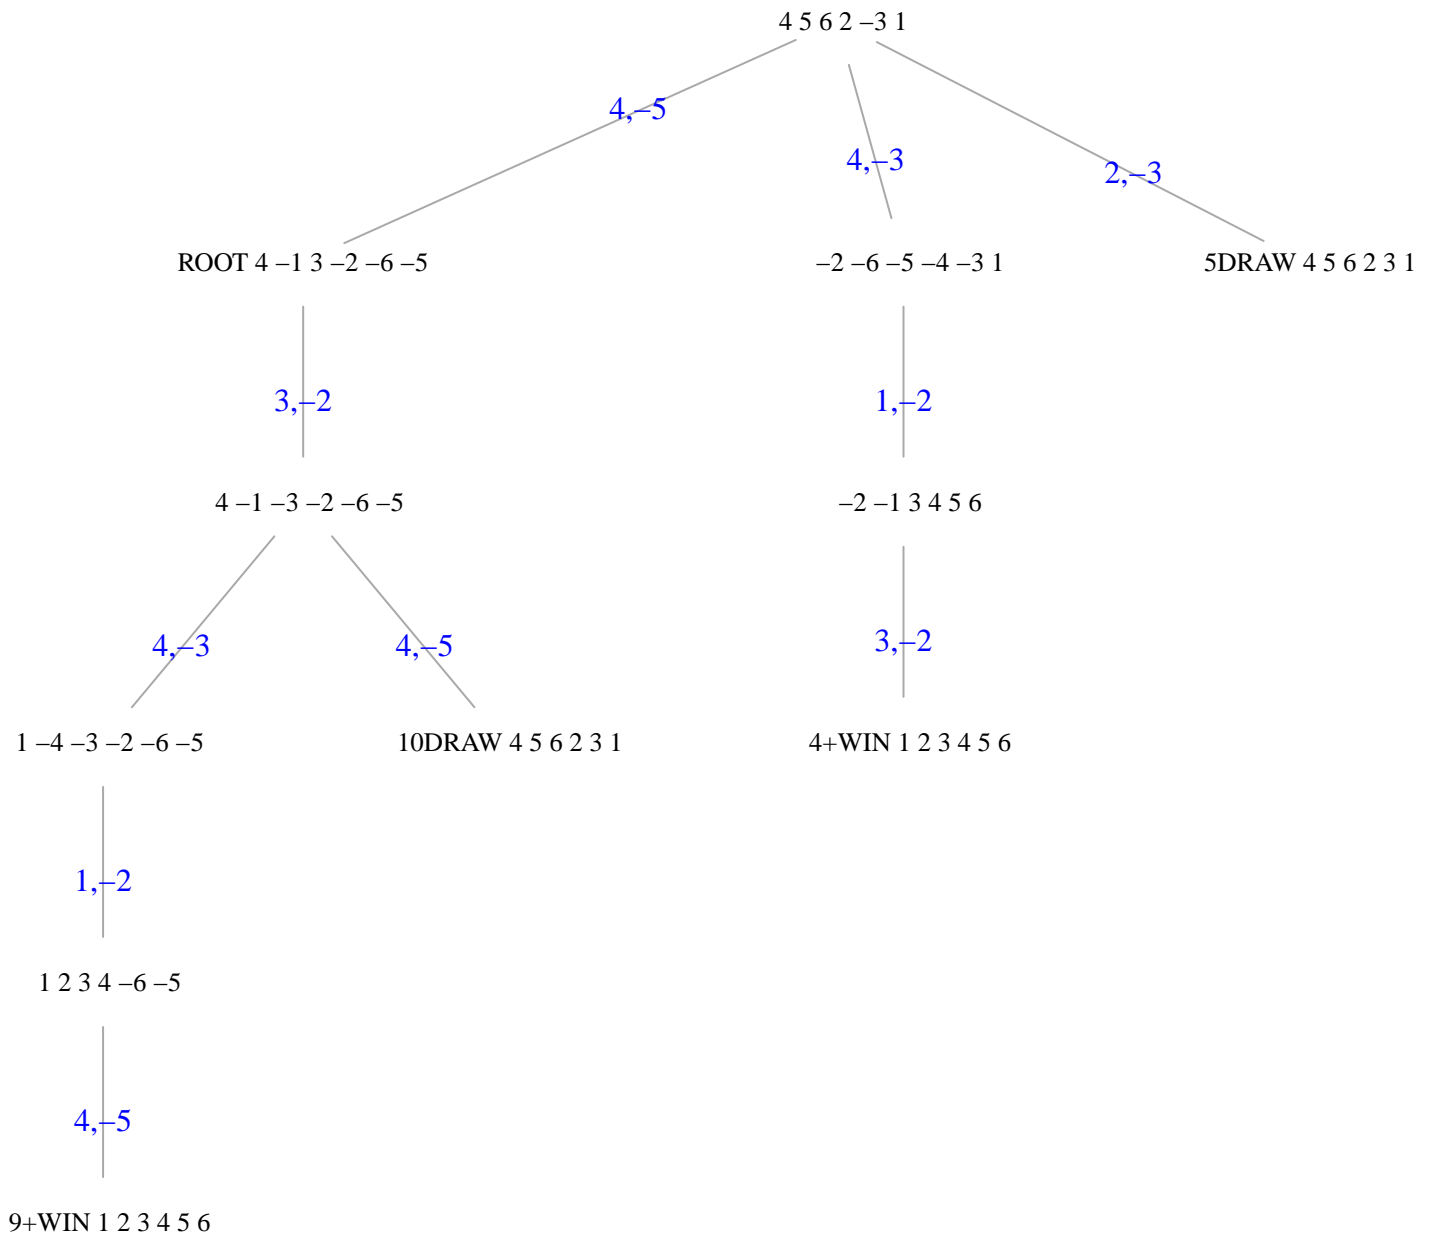 4 5 6 2 –3 1
4,–5
4,–3
2,–3
ROOT 4 –1 3 –2 –6 –5
–2 –6 –5 –4 –3 1
5DRAW 4 5 6 2 3 1
3,–2
1,–2
4 –1 –3 –2 –6 –5
–2 –1 3 4 5 6
4,–3
4,–5
3,–2
1 –4 –3 –2 –6 –5
10DRAW 4 5 6 2 3 1
4+WIN 1 2 3 4 5 6
1,–2
1 2 3 4 –6 –5
4,–5
9+WIN 1 2 3 4 5 6